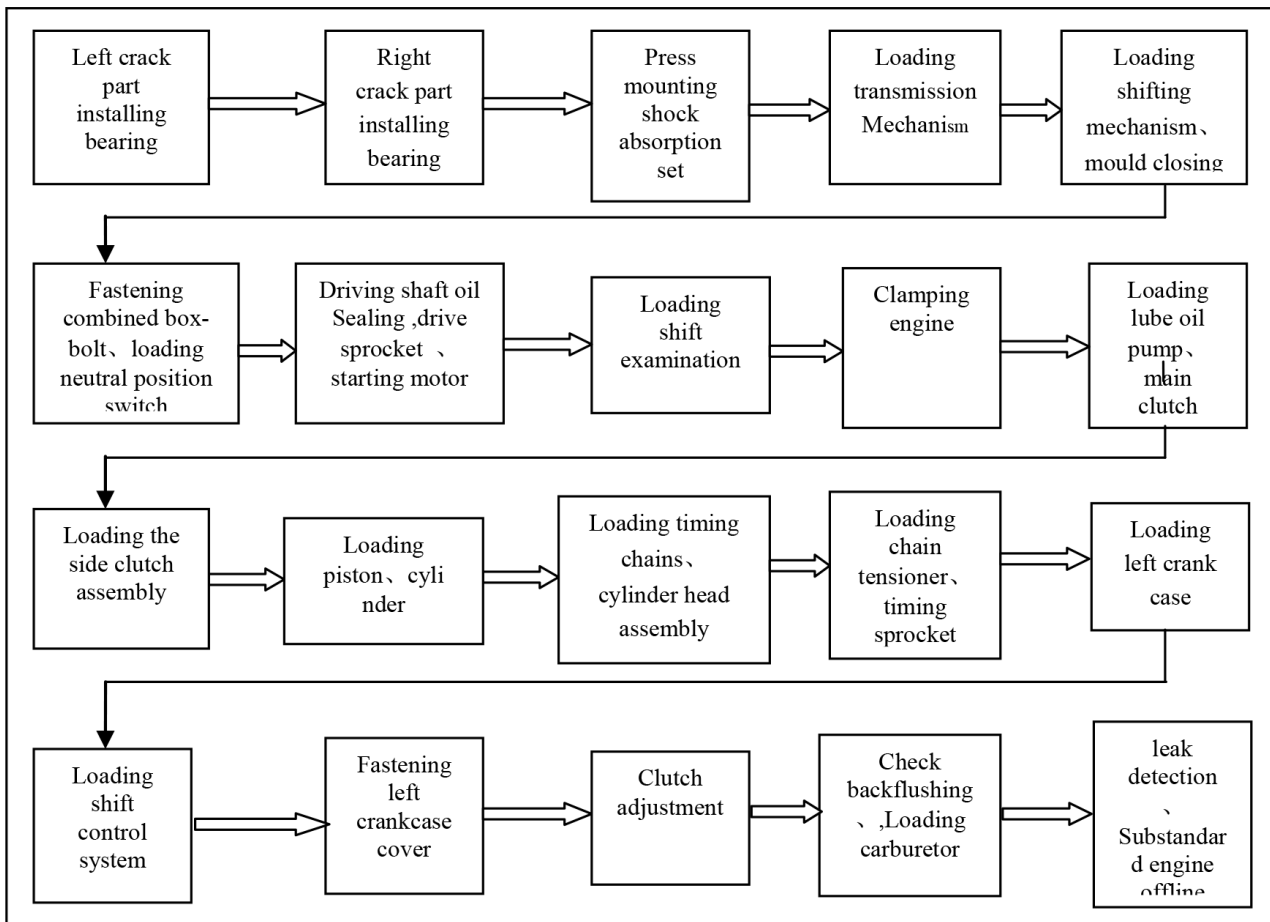 Left crack
part
installing
bearing
Right
crack part
installing
bearing
Press
mounting
shock
absorption
set
Loading
transmission
Mechanism
Loading
shifting
mechanism、
mould closing
Fastening
combined box-
bolt、loading
neutral position
switch
Driving shaft oil
Sealing ,drive
sprocket 、
starting motor
Loading
shift
examination
Clamping
engine
Loading
lube oil
pump、
main
clutch
Loading the
side clutch
assembly
Loading
piston、cyli
nder
Loading timing
chains、
cylinder head
assembly
Loading
chain
tensioner、
timing
sprocket
Loading
left crank
case
Loading
shift
control
system
Fastening
left
crankcase
cover
Clutch
adjustment
Check
backflushing
、,Loading
carburetor
leak
detection
、
Substandar
d engine
offline